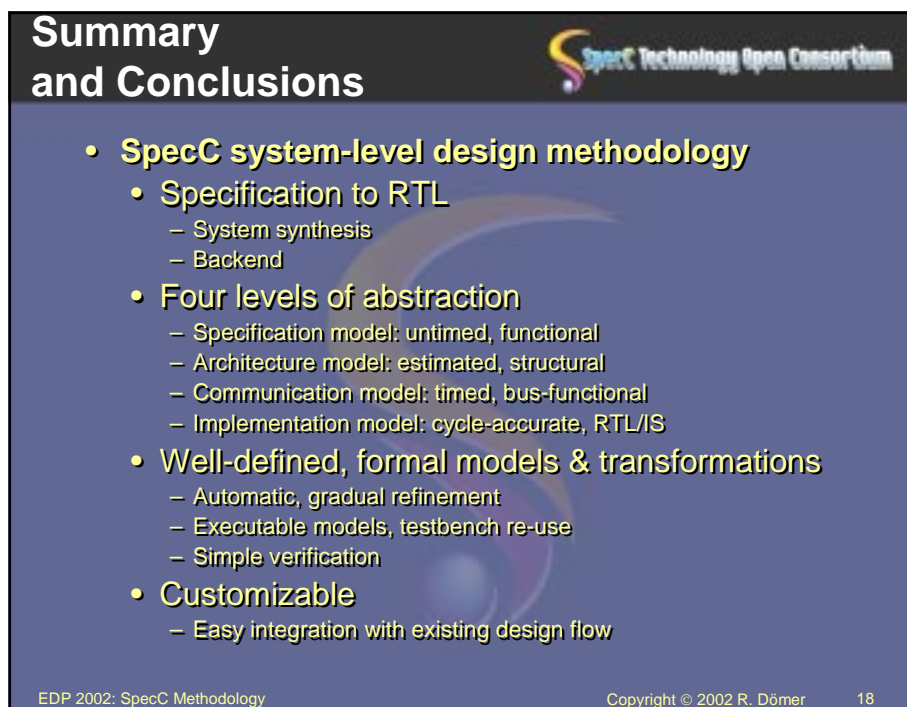 Summary
and Conclusions
SpecC Technology Open Consortium
• SpecC system-level design methodology
• Specification to RTL
– System synthesis
– Backend
• Four levels of abstraction
– Specification model: untimed, functional
– Architecture model: estimated, structural
– Communication model: timed, bus-functional
– Implementation model: cycle-accurate, RTL/IS
• Well-defined, formal models & transformations
– Automatic, gradual refinement
– Executable models, testbench re-use
– Simple verification
• Customizable
– Easy integration with existing design flow
EDP 2002: SpecC Methodology
Copyright © 2002 R. Dömer
18